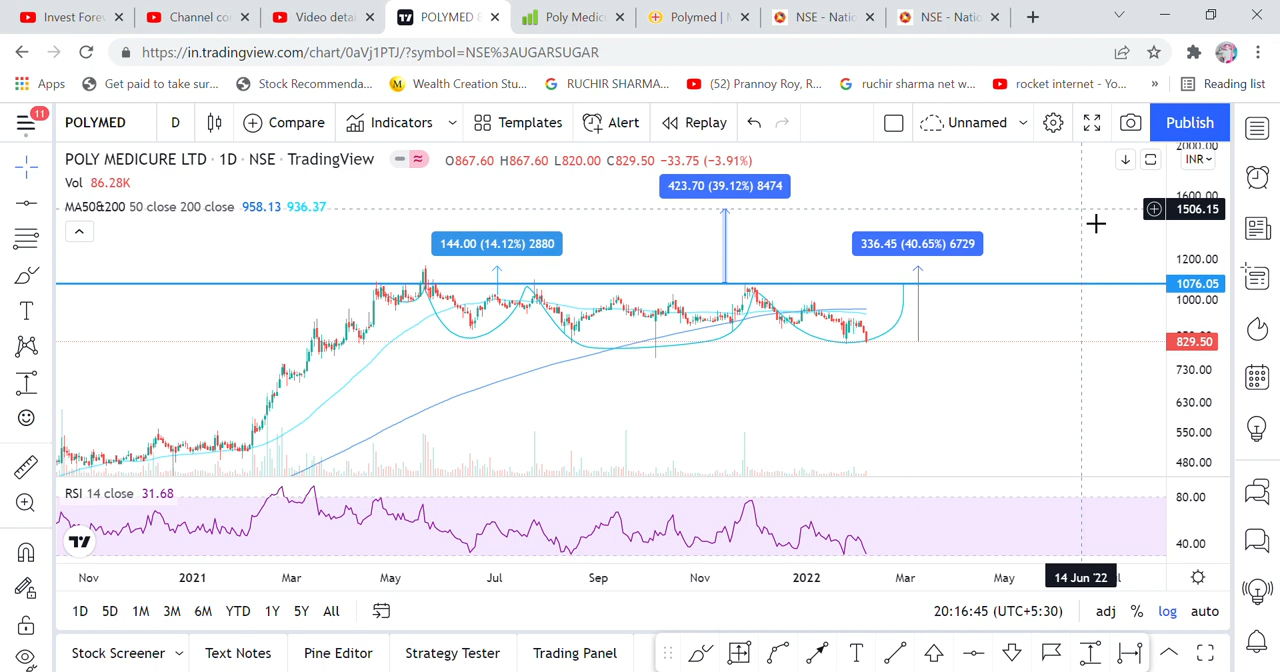 Invest Fore
Channel co
Video detai
POLYMED 8
Poly Medic
Polymed | M
NSE - Natio
NSE - Natio
https://in.tradingview.com/chart/0aVj1PTJ/?symbol=NSE%3AUGARSUGAR
Apps
Get paid to take sur...
Stock Recommenda...
Wealth Creation Stu...
RUCHIR SHARMA...
(52) Prannoy Roy, R...
ruchir sharma net w...
rocket internet - Yo...
»
Reading list
11
POLYMED
D
Compare
Indicators
Templates
Alert
Replay
Unnamed
Publish
POLY MEDICURE LTD · 1D · NSE · TradingView
O867.60 H867.60 L820.00 C829.50 −33.75 (−3.91%)
Vol 86.28K
MA50&200 50 close 200 close 958.13 936.37
423.70 (39.12%) 8474
144.00 (14.12%) 2880
336.45 (40.65%) 6729
2000.00
INR
1600.00
1506.15
1200.00
1076.05
1000.00
829.50
730.00
630.00
550.00
480.00
RSI 14 close 31.68
80.00
40.00
Nov
2021
Mar
May
Jul
Sep
Nov
2022
Mar
May
14 Jun '22
1D 5D 1M 3M 6M YTD 1Y 5Y All
20:16:45 (UTC+5:30)
adj % log auto
Stock Screener
Text Notes
Pine Editor
Strategy Tester
Trading Panel